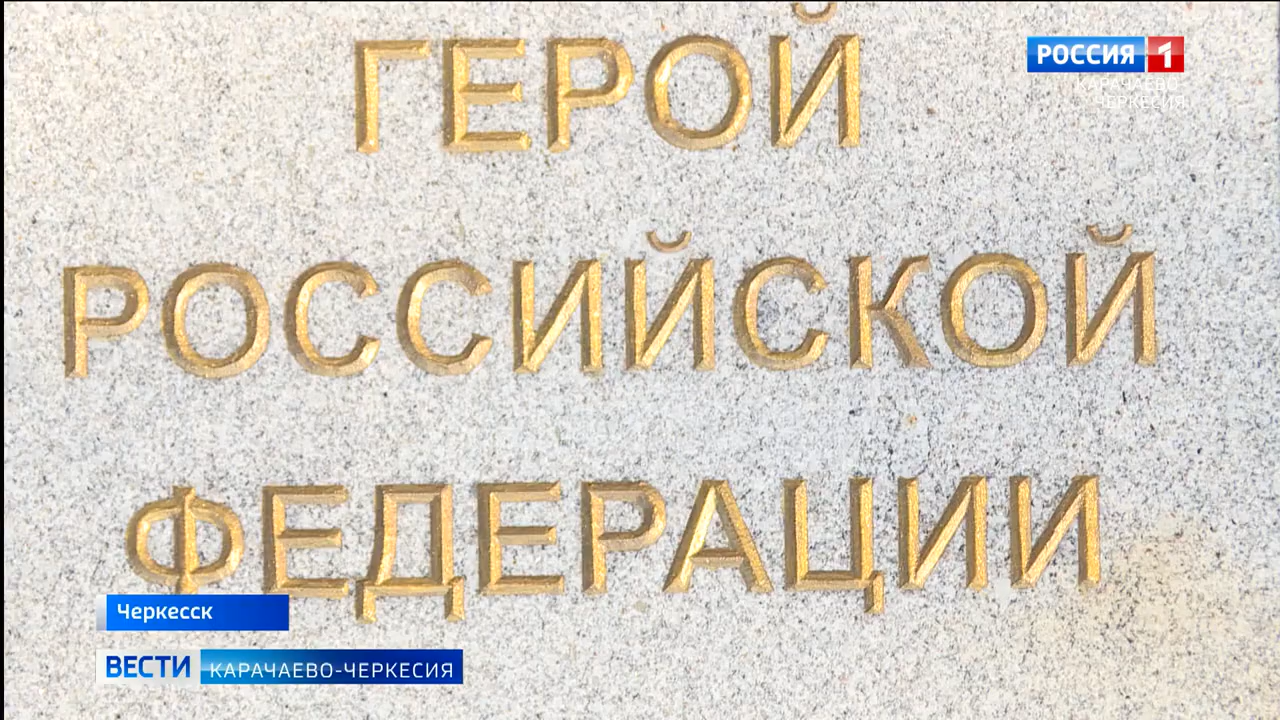 ГЕРОЙ
РОССИЯ 1
КАРАЧАЕВО-
ЧЕРКЕСИЯ
РОССИЙСКОЙ
ФЕДЕРАЦИИ
Черкесск
ВЕСТИ КАРАЧАЕВО-ЧЕРКЕСИЯ